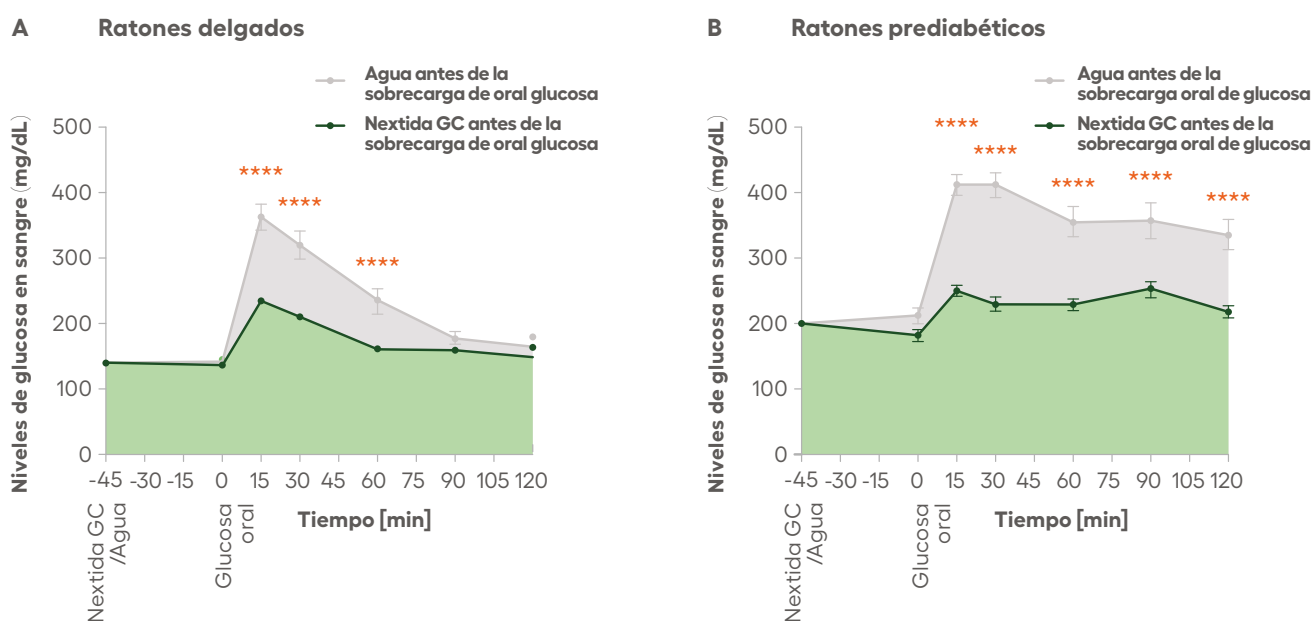 A Ratones delgados
Agua antes de la
sobrecarga de oral glucosa
Nextida GC antes de la
sobrecarga de oral glucosa
Niveles de glucosa en sangre (mg/dL)
500
400
300
200
100
0
****
****
****
-45 -30 -15 0 15 30 45 60 75 90 105 120
Nextida GC
/Agua
Glucosa
oral
Tiempo [min]
B Ratones prediabéticos
Agua antes de la
sobrecarga oral de glucosa
Nextida GC antes de la
sobrecarga oral de glucosa
Niveles de glucosa en sangre (mg/dL)
500
400
300
200
100
0
****
****
****
****
****
-45 -30 -15 0 15 30 45 60 75 90 105 120
Nextida GC
/Agua
Glucosa
oral
Tiempo [min]